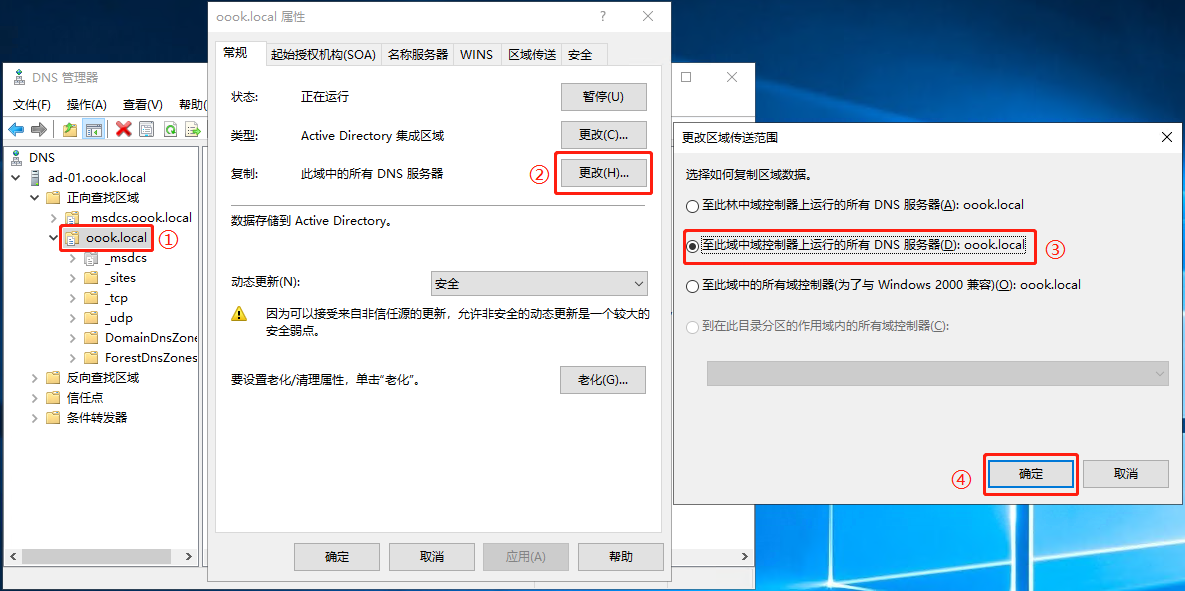 oook.local 属性
?
常规
起始授权机构(SOA)
名称服务器
WINS
区域传送
安全
状态:
正在运行
暂停(U)
类型:
Active Directory 集成区域
更改(C)...
复制:
此域中的所有 DNS 服务器
②
更改(H)...
数据存储到 Active Directory。
动态更新(N):
安全
因为可以接受来自非信任源的更新，允许非安全的动态更新是一个较大的
安全弱点。
要设置老化/清理属性，单击“老化”。
老化(G)...
确定
取消
应用(A)
帮助
DNS 管理器
文件(F)
操作(A)
查看(V)
帮助(
DNS
ad-01.oook.local
正向查找区域
_msdcs.oook.local
oook.local
①
_msdcs
_sites
_tcp
_udp
DomainDnsZone
ForestDnsZones
反向查找区域
信任点
条件转发器
更改区域传送范围
选择如何复制区域数据。
至此林中域控制器上运行的所有 DNS 服务器(A): oook.local
至此域中域控制器上运行的所有 DNS 服务器(D): oook.local
③
至此域中的所有域控制器(为了与 Windows 2000 兼容)(O): oook.local
到在此目录分区的作用域内的所有域控制器(C):
④
确定
取消